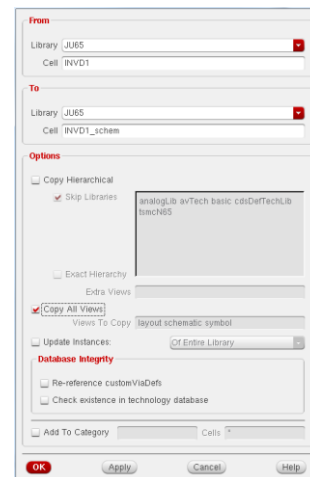 From
Library JU65
Cell INVD1
To
Library JU65
Cell INVD1_schem
Options
Copy Hierarchical
Skip Libraries
analogLib avTech basic cdsDefTechLib
tsmcN65
Exact Hierarchy
Extra Views
Copy All Views
Views To Copy layout schematic symbol
Update Instances: Of Entire Library
Database Integrity
Re-reference customViaDefs
Check existence in technology database
Add To Category Cells *
OK Apply Cancel Help